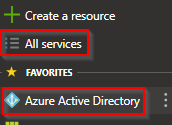 Create a resource
All services
FAVORITES
Azure Active Directory